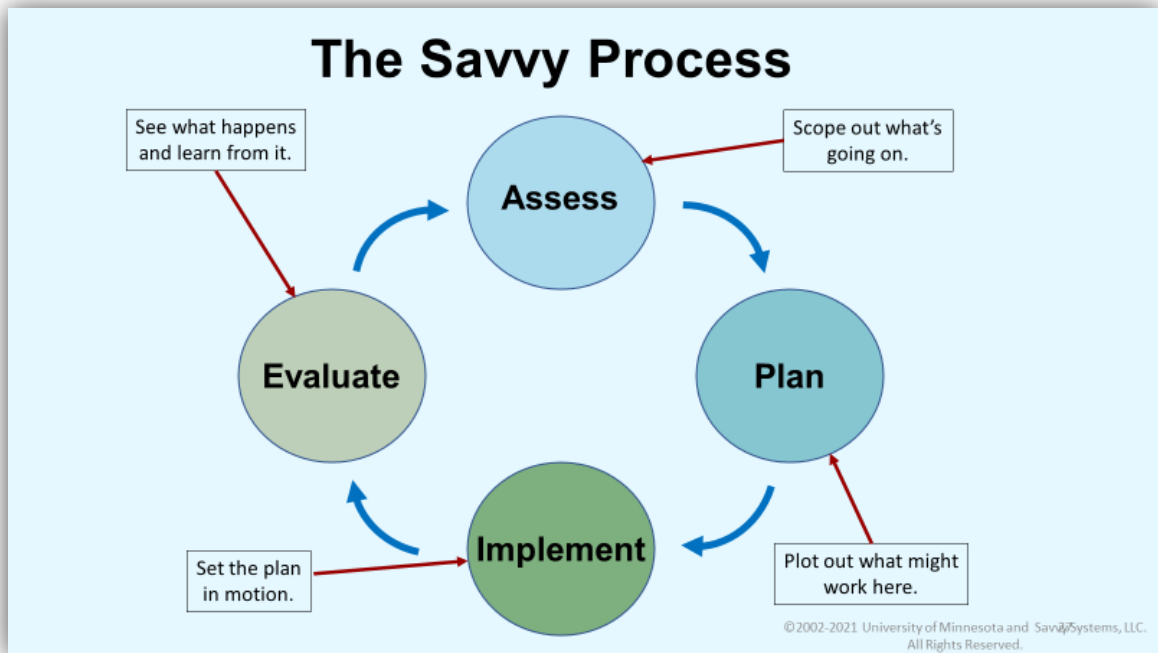 The Savvy Process
See what happens
and learn from it.
Scope out what's
going on.
Assess
Evaluate
Plan
Implement
Set the plan
in motion.
Plot out what might
work here.
©2002-2021 University of Minnesota and Savvy Systems, LLC.
27
All Rights Reserved.